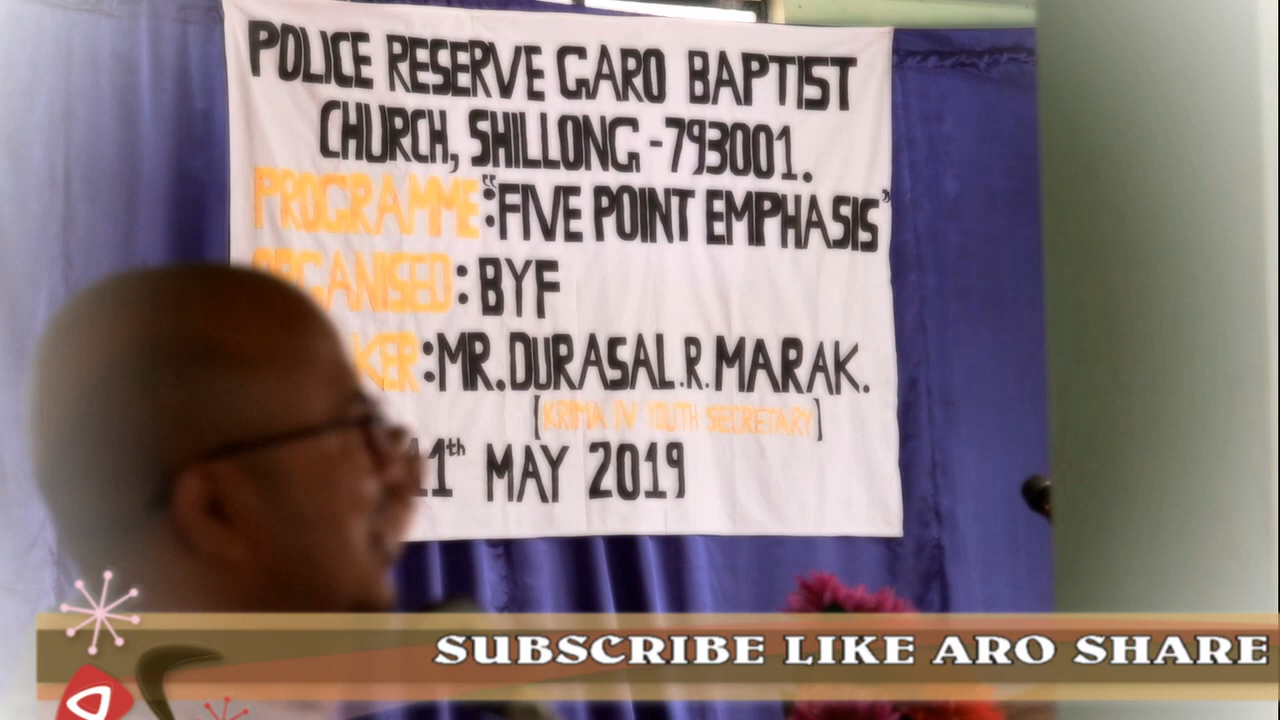 POLICE RESERVE GARO BAPTIST
CHURCH, SHILLONG -793001.
PROGRAMME:"FIVE POINT EMPHASIS"
ORGANISED: BYF
:MR.DURASAL.R.MARAK.
[KRIMA IV YOUTH SECRETARY]
11th MAY 2019
SUBSCRIBE LIKE ARO SHARE